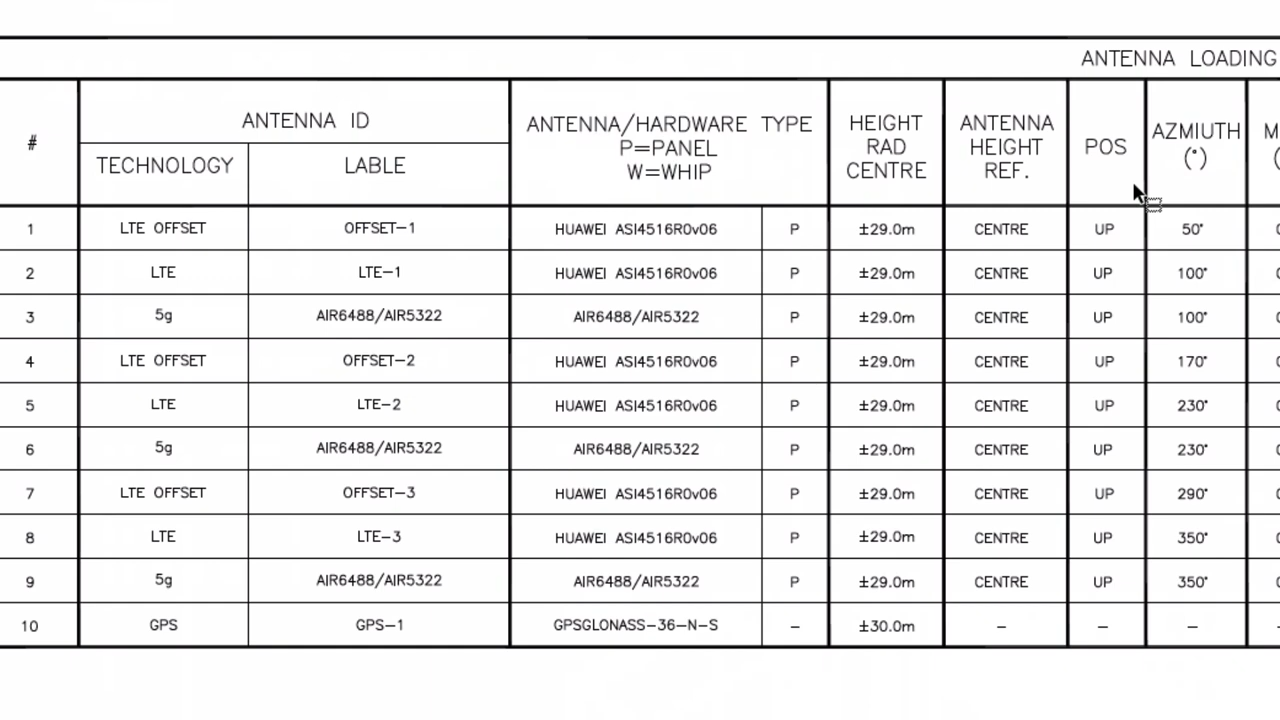 ANTENNA LOADING
# ANTENNA ID ANTENNA/HARDWARE TYPE P=PANEL W=WHIP HEIGHT RAD CENTRE ANTENNA HEIGHT REF. POS AZMIUTH (°)
TECHNOLOGY LABLE
1 LTE OFFSET OFFSET-1 HUAWEI ASI4516R0v06 P ±29.0m CENTRE UP 50°
2 LTE LTE-1 HUAWEI ASI4516R0v06 P ±29.0m CENTRE UP 100°
3 5g AIR6488/AIR5322 AIR6488/AIR5322 P ±29.0m CENTRE UP 100°
4 LTE OFFSET OFFSET-2 HUAWEI ASI4516R0v06 P ±29.0m CENTRE UP 170°
5 LTE LTE-2 HUAWEI ASI4516R0v06 P ±29.0m CENTRE UP 230°
6 5g AIR6488/AIR5322 AIR6488/AIR5322 P ±29.0m CENTRE UP 230°
7 LTE OFFSET OFFSET-3 HUAWEI ASI4516R0v06 P ±29.0m CENTRE UP 290°
8 LTE LTE-3 HUAWEI ASI4516R0v06 P ±29.0m CENTRE UP 350°
9 5g AIR6488/AIR5322 AIR6488/AIR5322 P ±29.0m CENTRE UP 350°
10 GPS GPS-1 GPSGLONASS-36-N-S - ±30.0m - - -